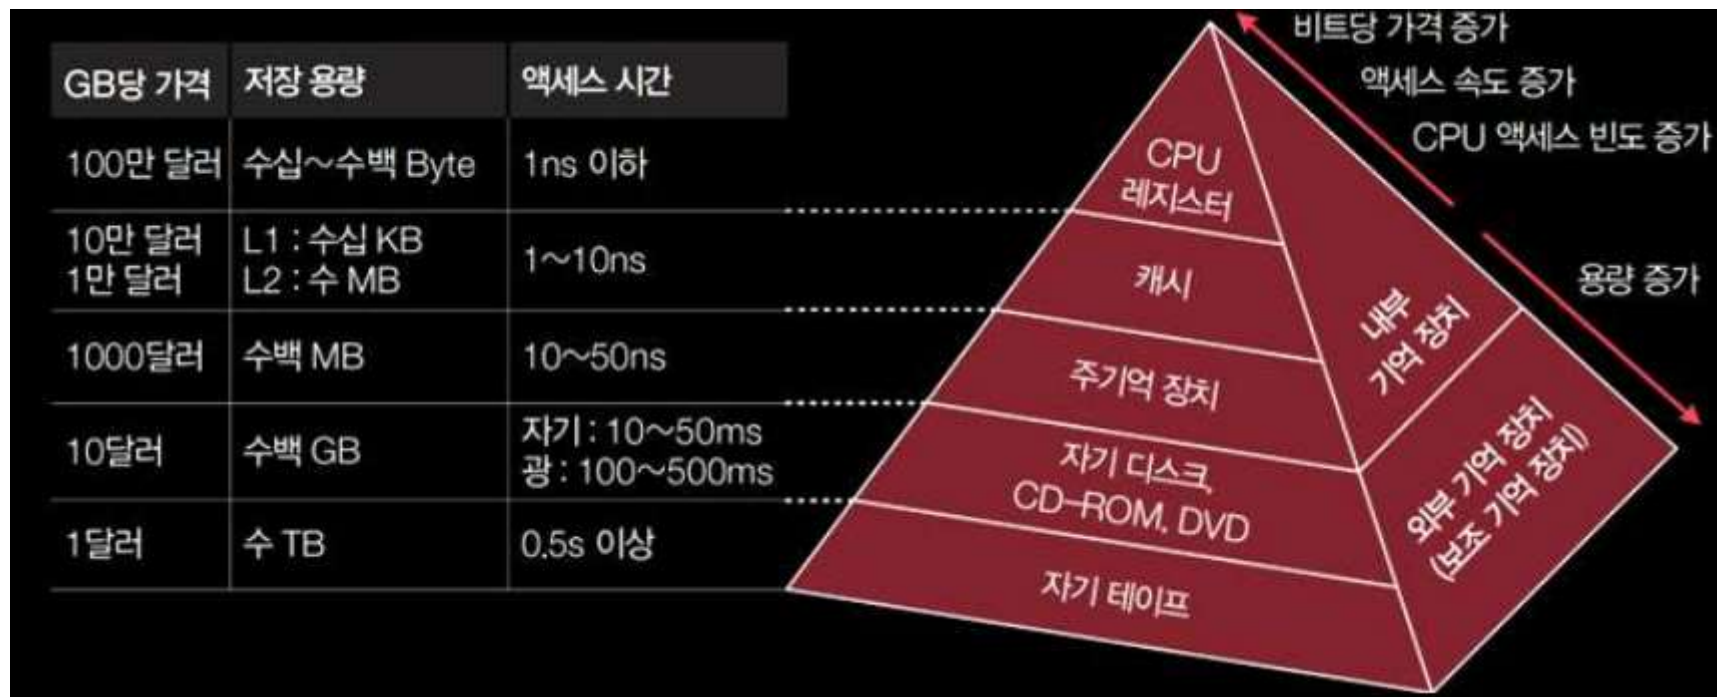 GB당 가격 저장 용량 액세스 시간
100만 달러 수십~수백 Byte 1ns 이하
10만 달러 L1 : 수십 KB
1만 달러 L2 : 수 MB
1~10ns
1000달러 수백 MB 10~50ns
10달러 수백 GB
자기 : 10~50ms
광 : 100~500ms
1달러 수 TB 0.5s 이상
비트당 가격 증가
액세스 속도 증가
CPU 액세스 빈도 증가
용량 증가
CPU
레지스터
캐시
주기억 장치
자기 디스크,
CD-ROM, DVD
자기 테이프
내부
기억 장치
외부 기억 장치
(보조 기억 장치)